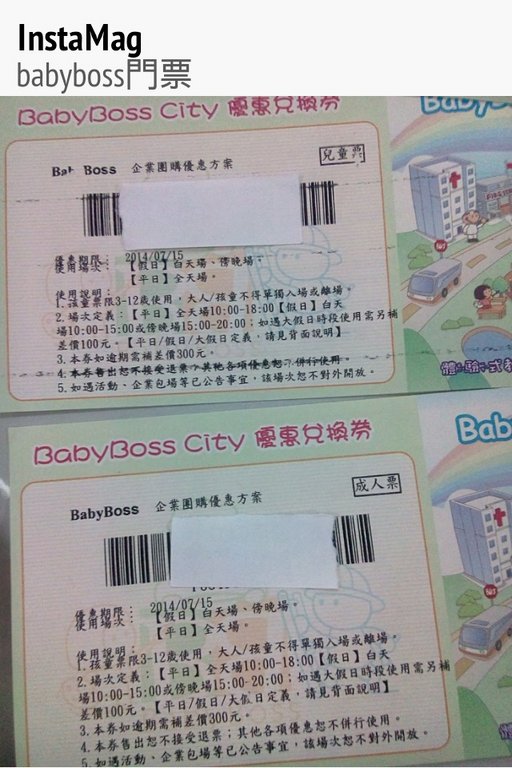 InstaMag
babyboss門票
BabyBoss City 優惠兌換券
兒童票
Baby Boss 企業團購優惠方案
優惠期限： 2014/07/15
使用場次：【假日】白天場、傍晚場。
【平日】全天場。
使用說明：
1.孩童票限3-12歲使用，大人/孩童不得單獨入場或離場。
2.場次定義：【平日】全天場10:00-18:00【假日】白天
場10:00-15:00或傍晚場15:00-20:00；如遇大假日時段使用需另補
差價100元。【平日/假日/大假日定義，請見背面說明】
3.本券如逾期需補差價300元。
4.本券售出恕不接受退票；其他各項優惠恕不併行使用。
5.如遇活動、企業包場等已公告事宜，該場次恕不對外開放。
體·驗·式·
BabyBoss City 優惠兌換券
Bab
成人票
BabyBoss 企業團購優惠方案
優惠期限： 2014/07/15
使用場次：【假日】白天場、傍晚場。
【平日】全天場。
使用說明：
1.孩童票限3-12歲使用，大人/孩童不得單獨入場或離場。
2.場次定義：【平日】全天場10:00-18:00【假日】白天
場10:00-15:00或傍晚場15:00-20:00；如遇大假日時段使用需另補
差價100元。【平日/假日/大假日定義，請見背面說明】
3.本券如逾期需補差價300元。
4.本券售出恕不接受退票；其他各項優惠恕不併行使用。
5.如遇活動、企業包場等已公告事宜，該場次恕不對外開放。